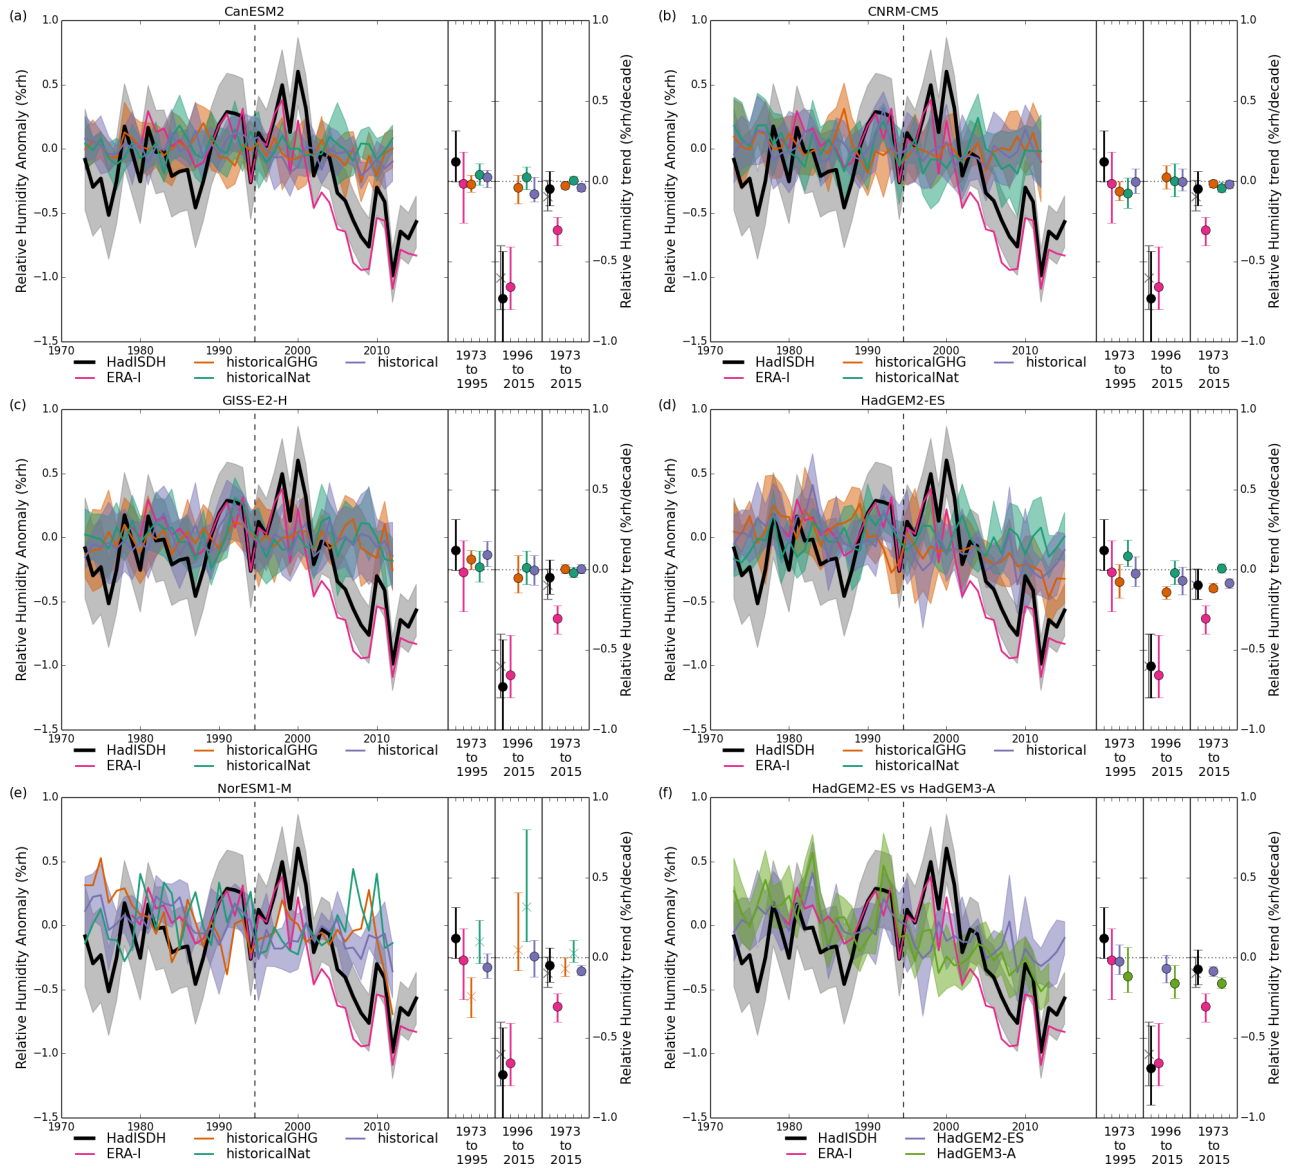 (a) CanESM2
Relative Humidity Anomaly (%rh)
1.0
0.5
0.0
−0.5
−1.0
−1.5
1970 1980 1990 2000 2010
1.0
0.5
0.0
−0.5
−1.0
Relative Humidity trend (%rh/decade)
HadISDH historicalGHG historical
ERA-I historicalNat
1973 to 1995
1996 to 2015
1973 to 2015
(b) CNRM-CM5
Relative Humidity Anomaly (%rh)
1.0
0.5
0.0
−0.5
−1.0
−1.5
1970 1980 1990 2000 2010
1.0
0.5
0.0
−0.5
−1.0
Relative Humidity trend (%rh/decade)
HadISDH historicalGHG historical
ERA-I historicalNat
1973 to 1995
1996 to 2015
1973 to 2015
(c) GISS-E2-H
Relative Humidity Anomaly (%rh)
1.0
0.5
0.0
−0.5
−1.0
−1.5
1970 1980 1990 2000 2010
1.0
0.5
0.0
−0.5
−1.0
Relative Humidity trend (%rh/decade)
HadISDH historicalGHG historical
ERA-I historicalNat
1973 to 1995
1996 to 2015
1973 to 2015
(d) HadGEM2-ES
Relative Humidity Anomaly (%rh)
1.0
0.5
0.0
−0.5
−1.0
−1.5
1970 1980 1990 2000 2010
1.0
0.5
0.0
−0.5
−1.0
Relative Humidity trend (%rh/decade)
HadISDH historicalGHG historical
ERA-I historicalNat
1973 to 1995
1996 to 2015
1973 to 2015
(e) NorESM1-M
Relative Humidity Anomaly (%rh)
1.0
0.5
0.0
−0.5
−1.0
−1.5
1970 1980 1990 2000 2010
1.0
0.5
0.0
−0.5
−1.0
Relative Humidity trend (%rh/decade)
HadISDH historicalGHG historical
ERA-I historicalNat
1973 to 1995
1996 to 2015
1973 to 2015
(f) HadGEM2-ES vs HadGEM3-A
Relative Humidity Anomaly (%rh)
1.0
0.5
0.0
−0.5
−1.0
−1.5
1970 1980 1990 2000 2010
1.0
0.5
0.0
−0.5
−1.0
Relative Humidity trend (%rh/decade)
HadISDH HadGEM2-ES
ERA-I HadGEM3-A
1973 to 1995
1996 to 2015
1973 to 2015